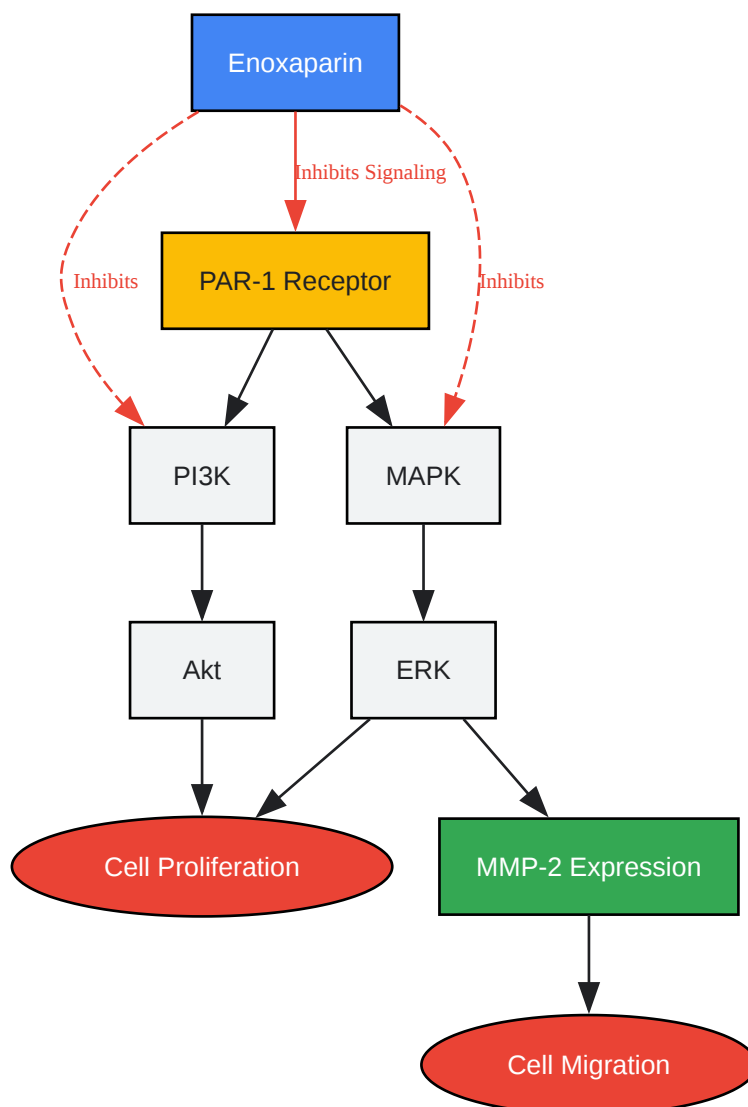 Enoxaparin
Inhibits Signaling
Inhibits
Inhibits
PAR-1 Receptor
PI3K
MAPK
Akt
ERK
Cell Proliferation
MMP-2 Expression
Cell Migration